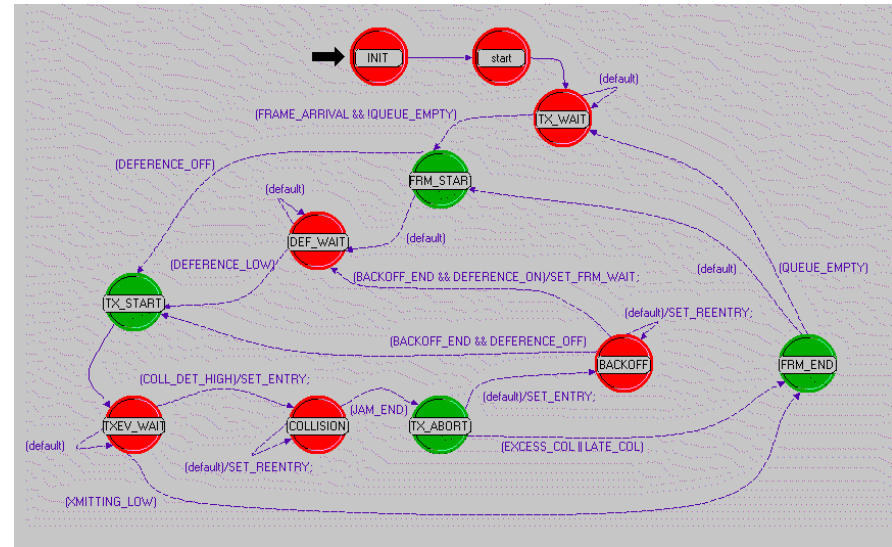 INIT
start
(default)
TX_WAIT
(FRAME_ARRIVAL && !QUEUE_EMPTY)
(DEFERENCE_OFF)
FRM_STAR
(default)
DEF_WAIT
(default)
(DEFERENCE_LOW)
(BACKOFF_END && DEFERENCE_ON)/SET_FRM_WAIT;
(default)
(QUEUE_EMPTY)
TX_START
(default)/SET_REENTRY;
(BACKOFF_END && DEFERENCE_OFF)
BACKOFF
FRM_END
(COLL_DET_HIGH)/SET_ENTRY;
(default)/SET_ENTRY;
(JAM_END)
TXEV_WAIT
COLLISION
TX_ABORT
(default)
(EXCESS_COL || LATE_COL)
(default)/SET_REENTRY;
(XMITTING_LOW)